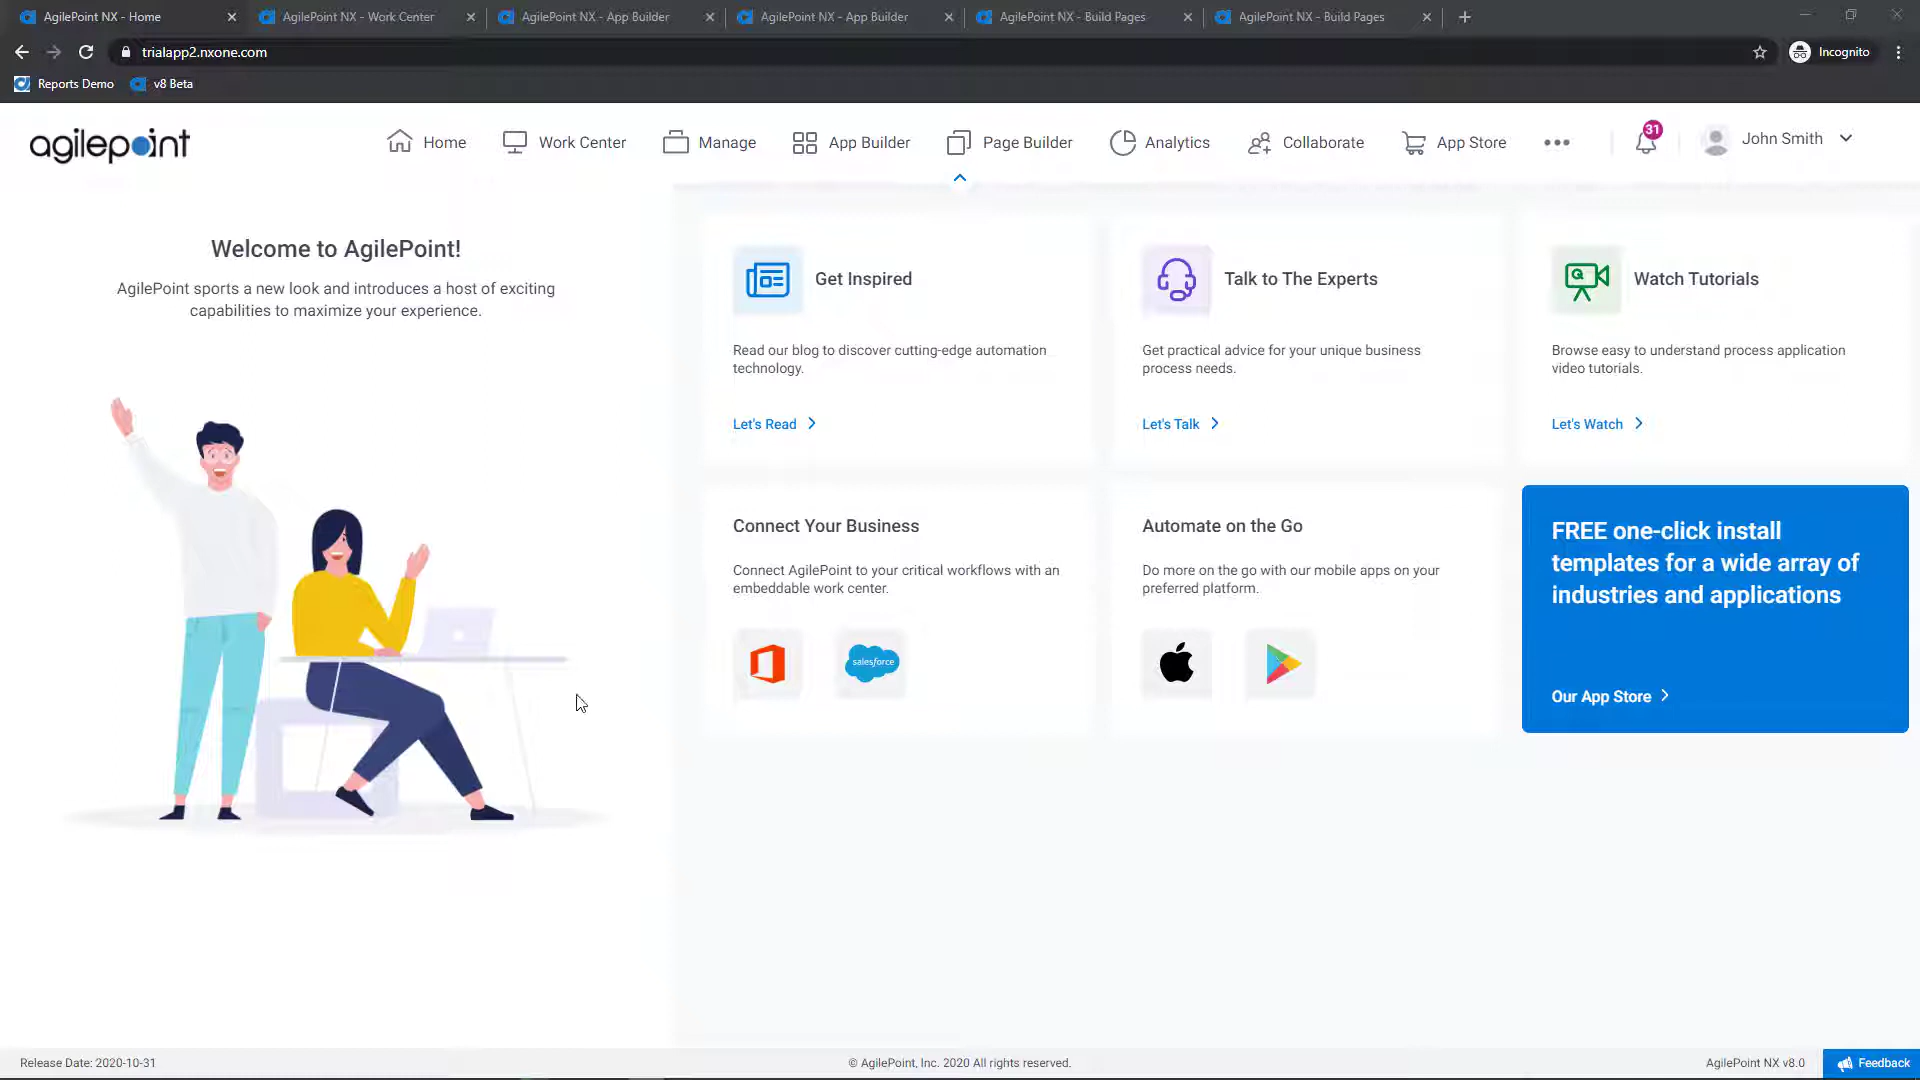 AgilePoint NX - Home
AgilePoint NX - Work Center
AgilePoint NX - App Builder
AgilePoint NX - App Builder
AgilePoint NX - Build Pages
AgilePoint NX - Build Pages
trialapp2.nxone.com
Incognito
Reports Demo
v8 Beta
agilepoint
Home
Work Center
Manage
App Builder
Page Builder
Analytics
Collaborate
App Store
31
John Smith
Welcome to AgilePoint!
AgilePoint sports a new look and introduces a host of exciting
capabilities to maximize your experience.
Get Inspired
Read our blog to discover cutting-edge automation
technology.
Let's Read
Talk to The Experts
Get practical advice for your unique business
process needs.
Let's Talk
Watch Tutorials
Browse easy to understand process application
video tutorials.
Let's Watch
Connect Your Business
Connect AgilePoint to your critical workflows with an
embeddable work center.
salesforce
Automate on the Go
Do more on the go with our mobile apps on your
preferred platform.
FREE one-click install
templates for a wide array of
industries and applications
Our App Store
Release Date: 2020-10-31
© AgilePoint, Inc. 2020 All rights reserved.
AgilePoint NX v8.0
Feedback